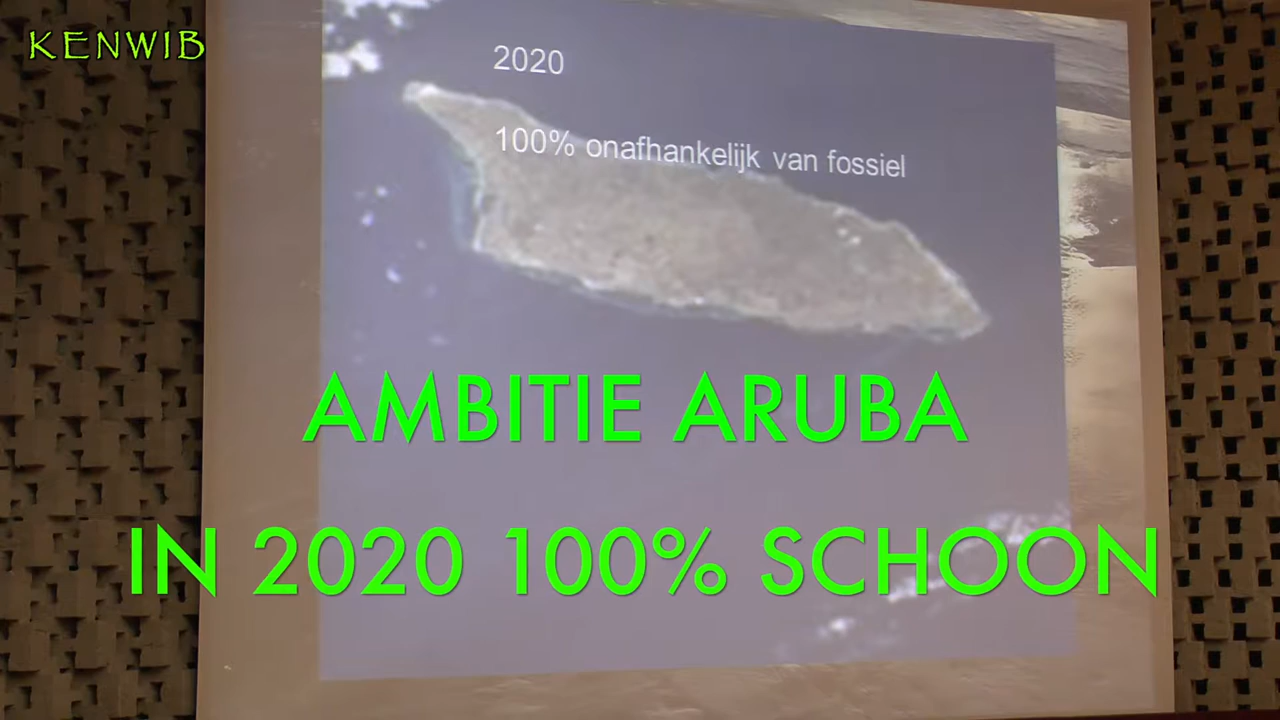 KENWIB
2020
100% onafhankelijk van fossiel
AMBITIE ARUBA
IN 2020 100% SCHOON